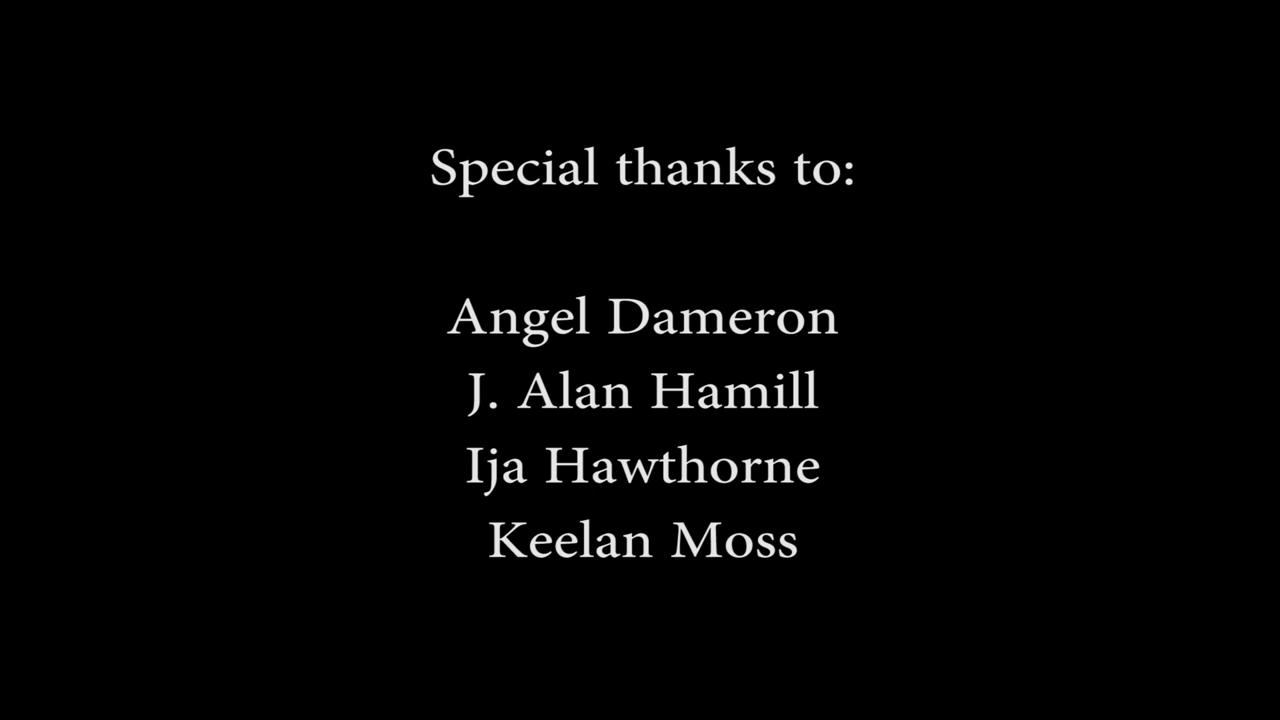 Special thanks to:
Angel Dameron
J. Alan Hamill
Ija Hawthorne
Keelan Moss